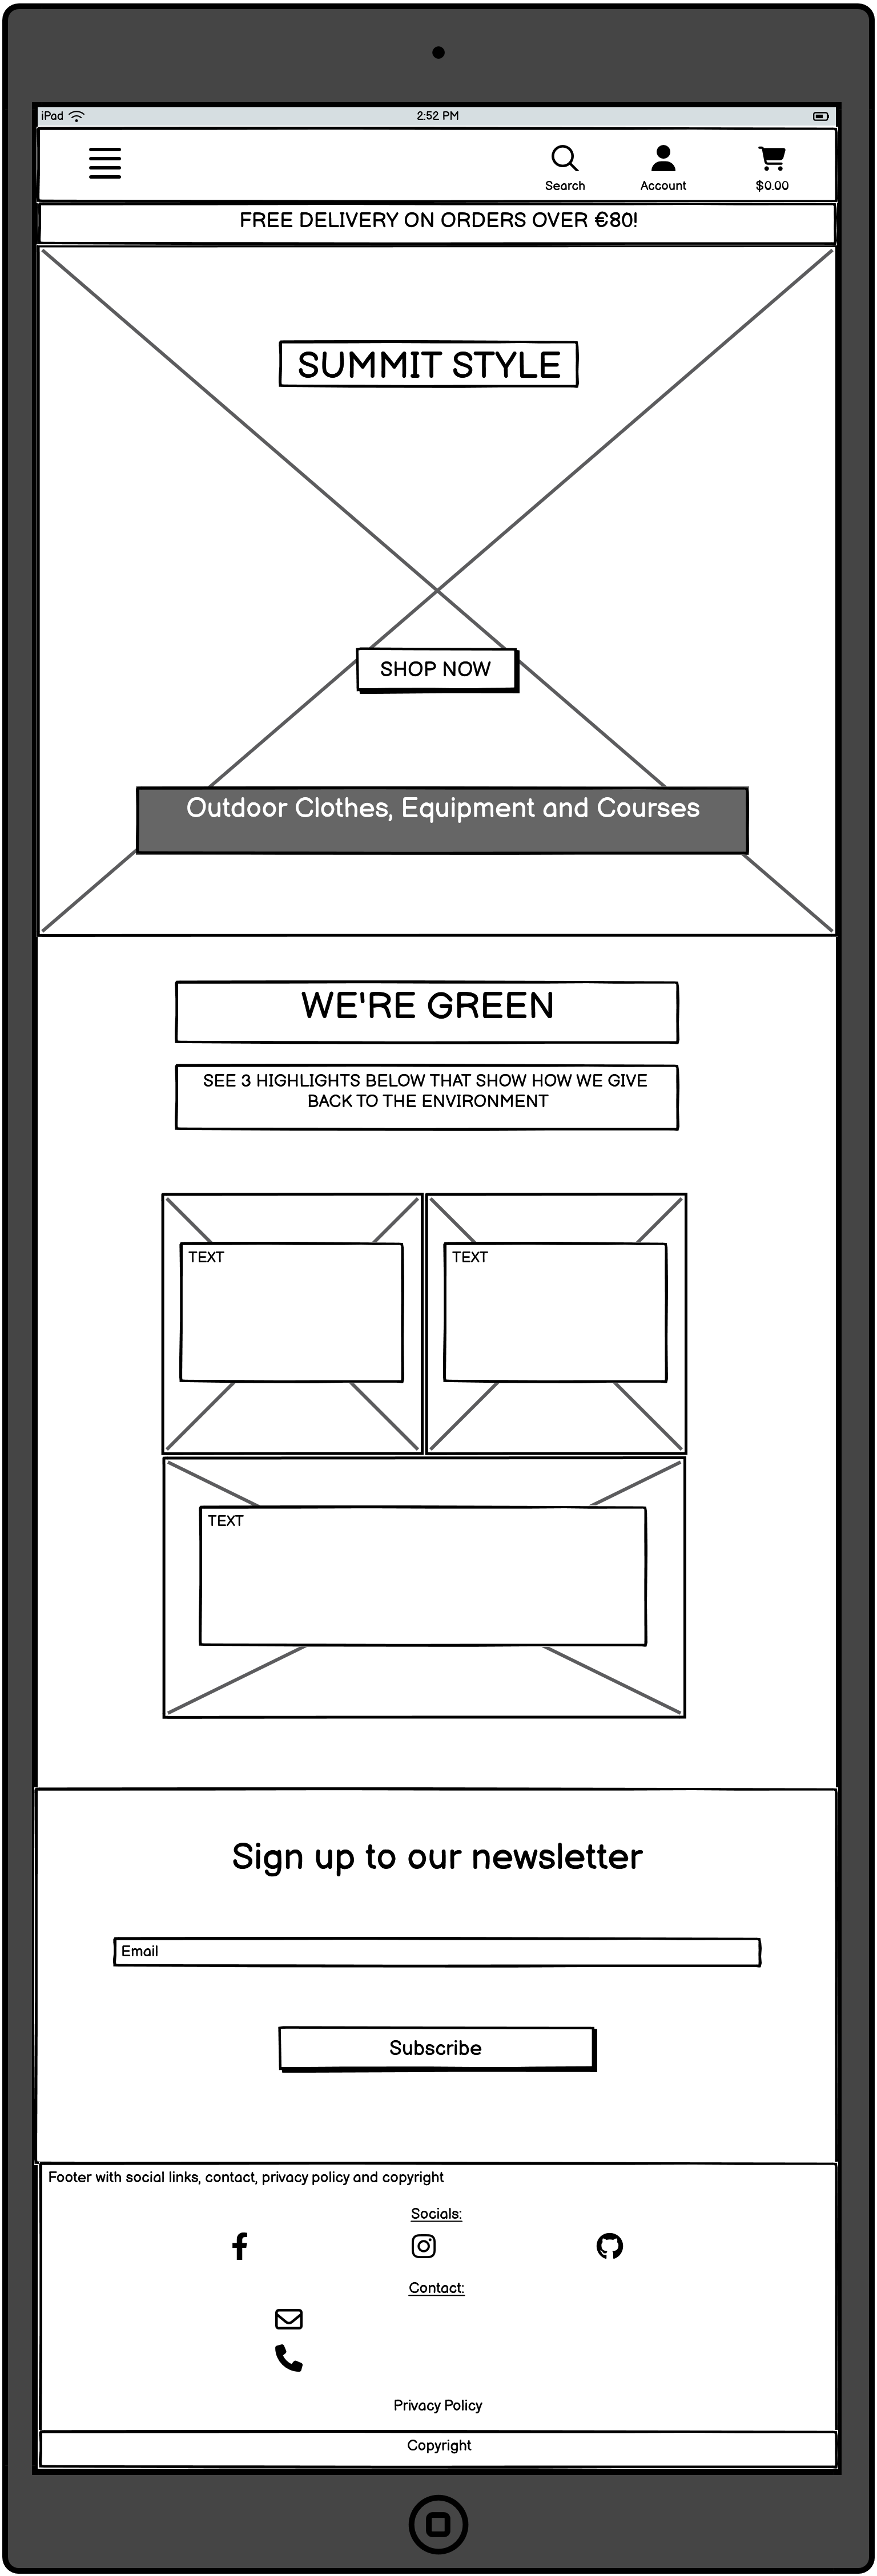 iPad 2:52 PM
Search Account $0.00
FREE DELIVERY ON ORDERS OVER €80!
SUMMIT STYLE
SHOP NOW
Outdoor Clothes, Equipment and Courses
WE'RE GREEN
SEE 3 HIGHLIGHTS BELOW THAT SHOW HOW WE GIVE
BACK TO THE ENVIRONMENT
TEXT TEXT
TEXT
Sign up to our newsletter
Email
Subscribe
Footer with social links, contact, privacy policy and copyright
Socials:
Contact:
Privacy Policy
Copyright